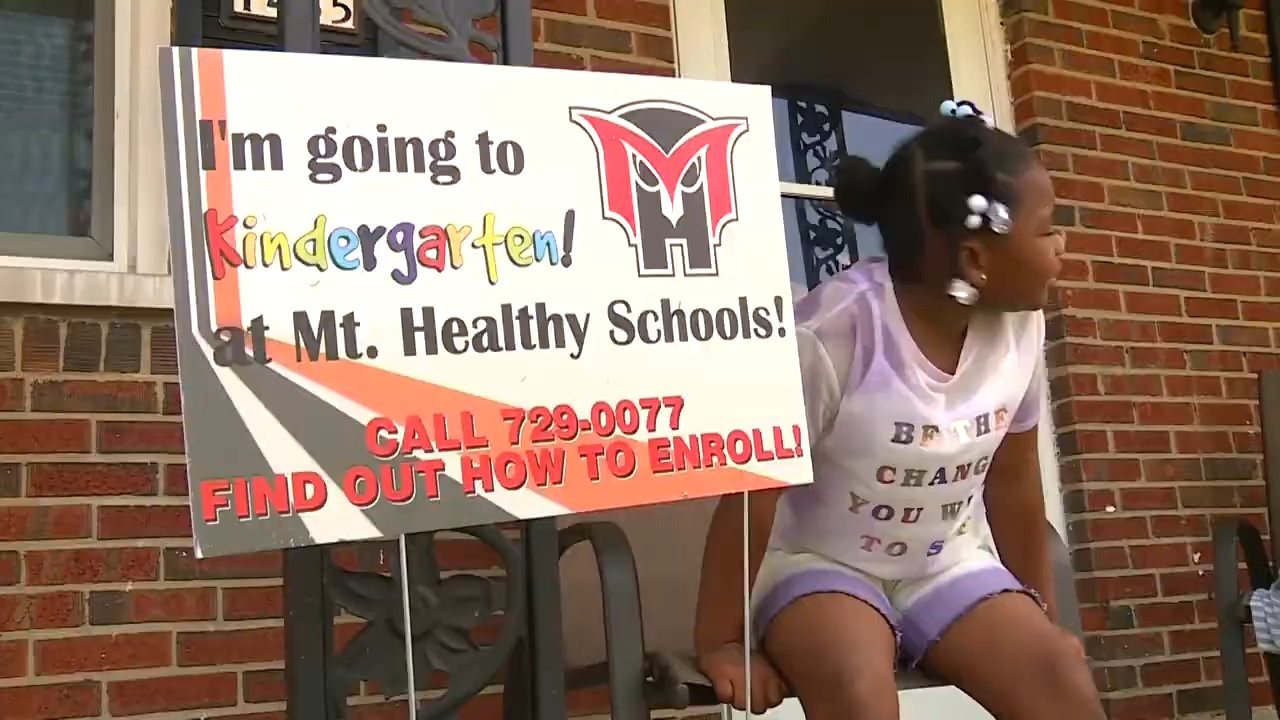 I'm going to
Kindergarten!
at Mt. Healthy Schools!
CALL 729-0077
FIND OUT HOW TO ENROLL!
MH
BE THE
CHANG
YOU W
TO S